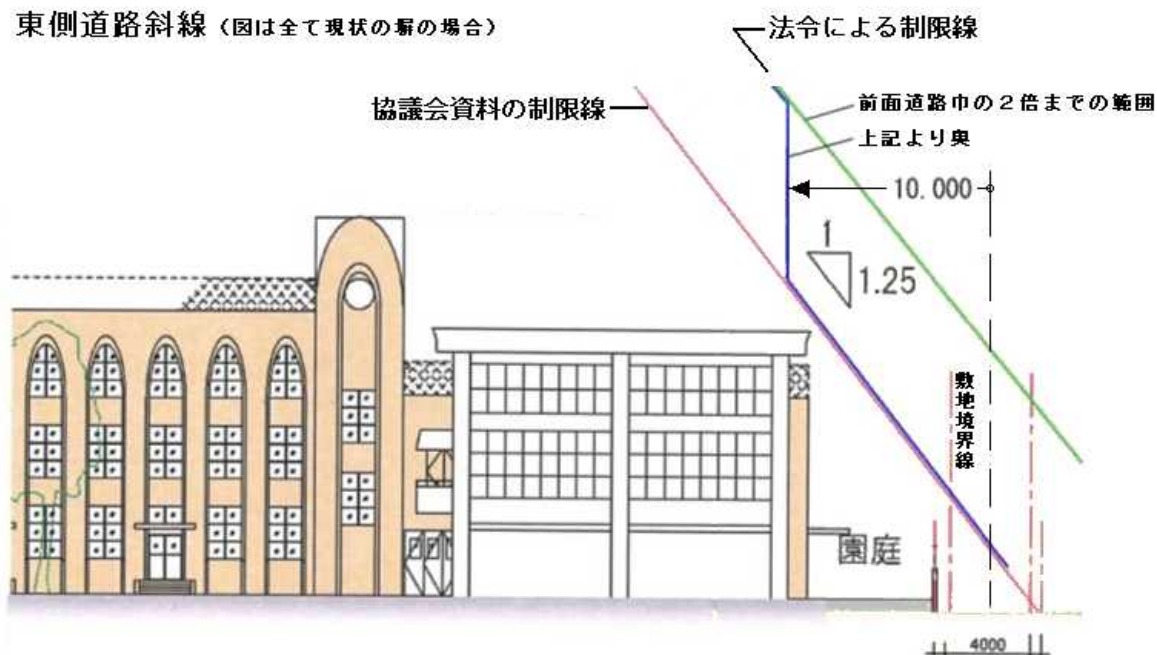 東側道路斜線（図は全て現状の塀の場合）
法令による制限線
協議会資料の制限線
前面道路巾の２倍までの範囲
上記より奥
10.000
1
1.25
敷地境界線
園庭
4000